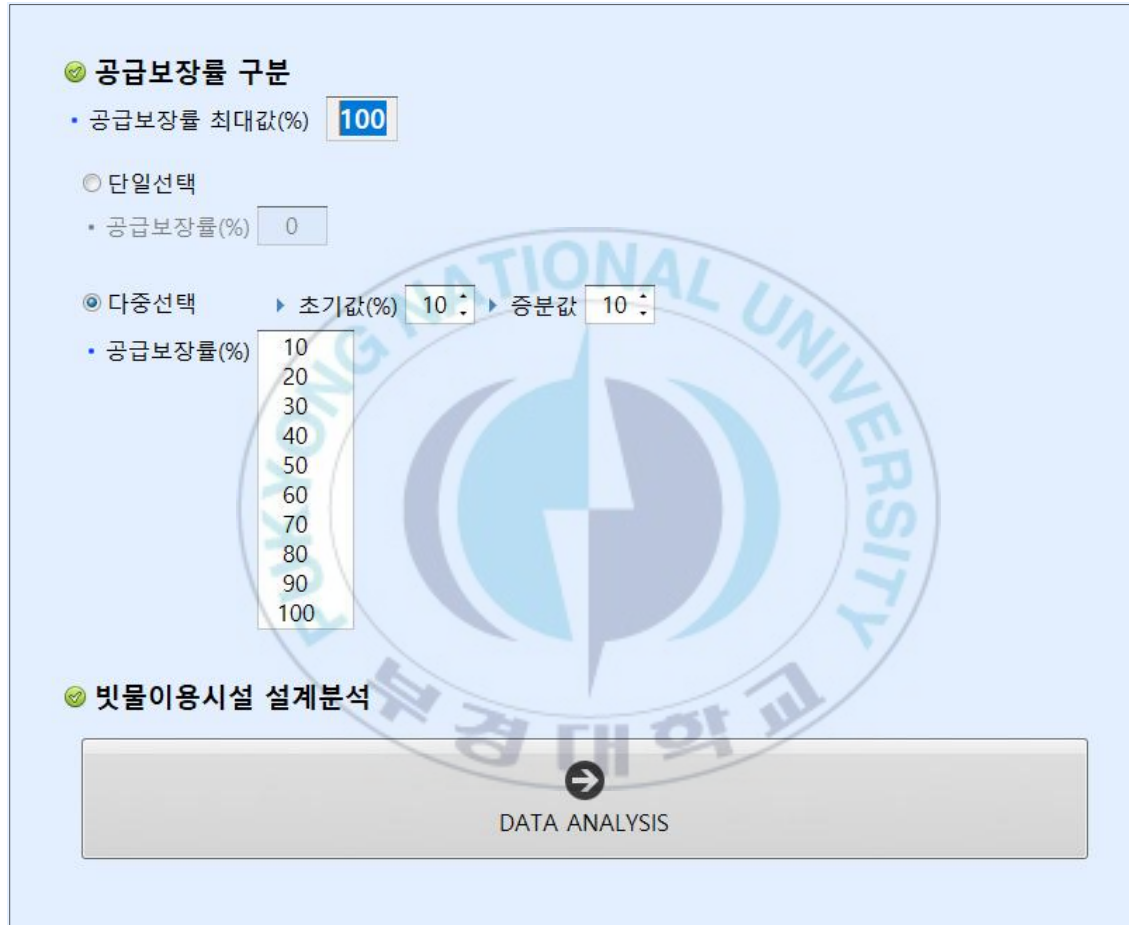 공급보장률 구분
• 공급보장률 최대값(%) 100
단일선택
• 공급보장률(%) 0
다중선택 초기값(%) 10 증분값 10
• 공급보장률(%) 10
20
30
40
50
60
70
80
90
100
빗물이용시설 설계분석
DATA ANALYSIS
PUKYONG NATIONAL UNIVERSITY
부경대학교